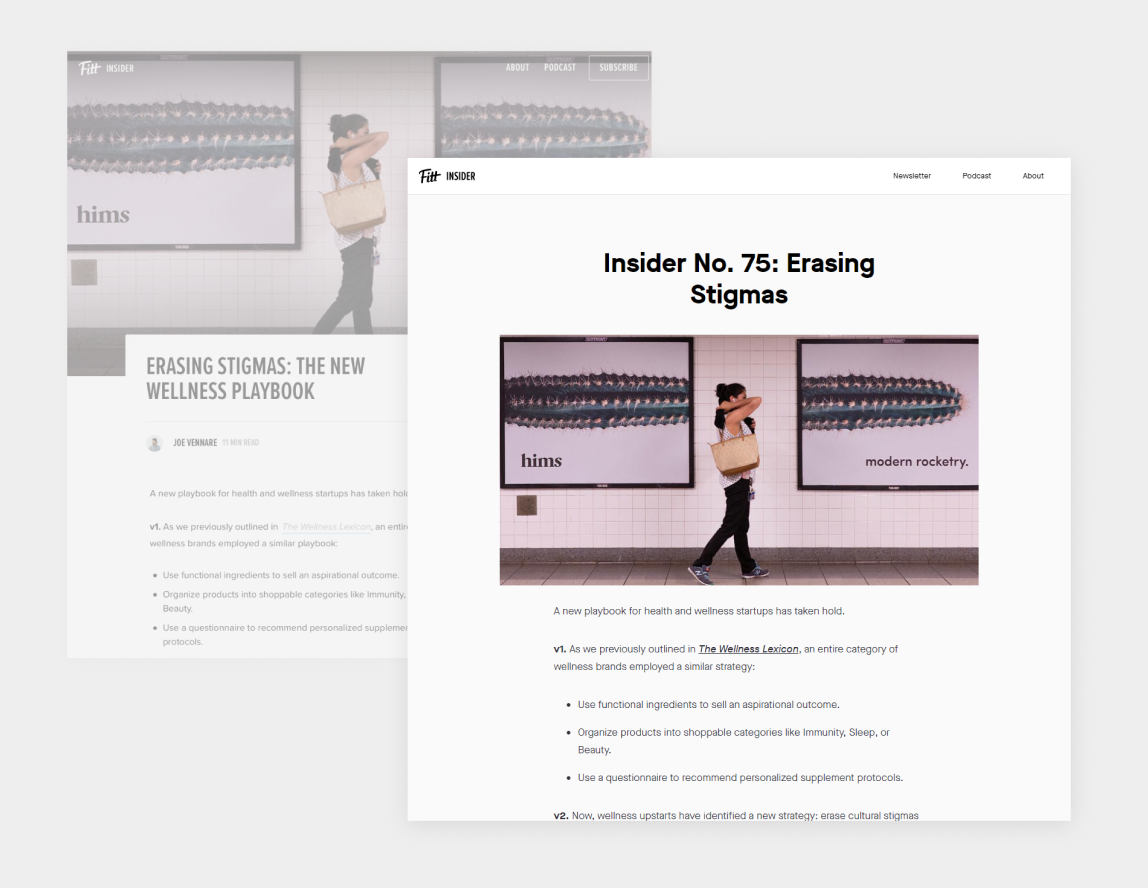 Fitt INSIDER
ABOUT PODCAST SUBSCRIBE
hims
ERASING STIGMAS: THE NEW
WELLNESS PLAYBOOK
JOE VENNARE 11 MIN READ
A new playbook for health and wellness startups has taken hold
v1. As we previously outlined in The Wellness Lexicon, an entire
wellness brands employed a similar playbook:
• Use functional ingredients to sell an aspirational outcome.
• Organize products into shoppable categories like Immunity,
Beauty.
• Use a questionnaire to recommend personalized
protocols.
Fitt INSIDER
Newsletter Podcast About
Insider No. 75: Erasing
Stigmas
hims
modern rocketry.
A new playbook for health and wellness startups has taken hold.
v1. As we previously outlined in The Wellness Lexicon, an entire category of
wellness brands employed a similar strategy:
• Use functional ingredients to sell an aspirational outcome.
• Organize products into shoppable categories like Immunity, Sleep, or
Beauty.
• Use a questionnaire to recommend personalized supplement protocols.
v2. Now, wellness upstarts have identified a new strategy: erase cultural stigmas